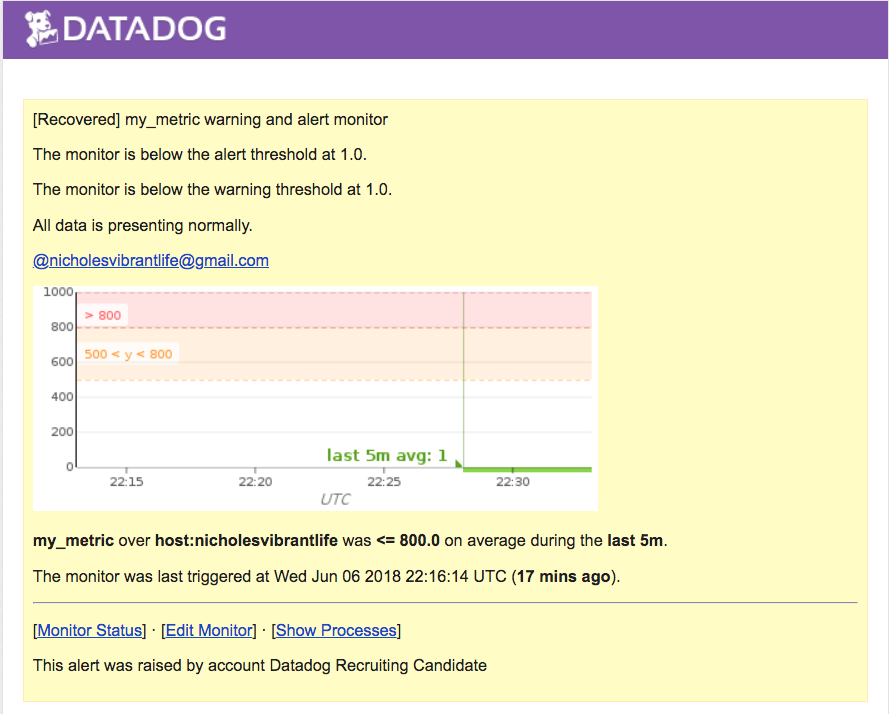 DATADOG
[Recovered] my_metric warning and alert monitor
The monitor is below the alert threshold at 1.0.
The monitor is below the warning threshold at 1.0.
All data is presenting normally.
@nicholesvibrantlife@gmail.com
1000
> 800
800
500 < y < 800
600
400
200
last 5m avg: 1
0
22:15 22:20 22:25 22:30
UTC
my_metric over host:nicholesvibrantlife was <= 800.0 on average during the last 5m.
The monitor was last triggered at Wed Jun 06 2018 22:16:14 UTC (17 mins ago).
[Monitor Status] · [Edit Monitor] · [Show Processes]
This alert was raised by account Datadog Recruiting Candidate